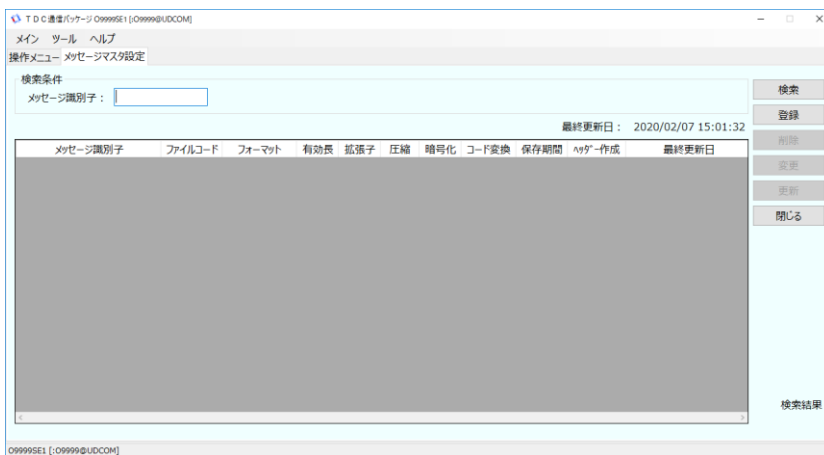 TDC通信パッケージ O9999SE1 [:O9999@UDCOM]
メイン ツール ヘルプ
操作メニュー メッセージマスタ設定
検索条件
メッセージ識別子：
検索
登録
最終更新日： 2020/02/07 15:01:32
削除
メッセージ識別子 ファイルコード フォーマット 有効長 拡張子 圧縮 暗号化 コード変換 保存期間 ﾍｯﾀﾞｰ作成 最終更新日
変更
更新
閉じる
検索結果
O9999SE1 [:O9999@UDCOM]